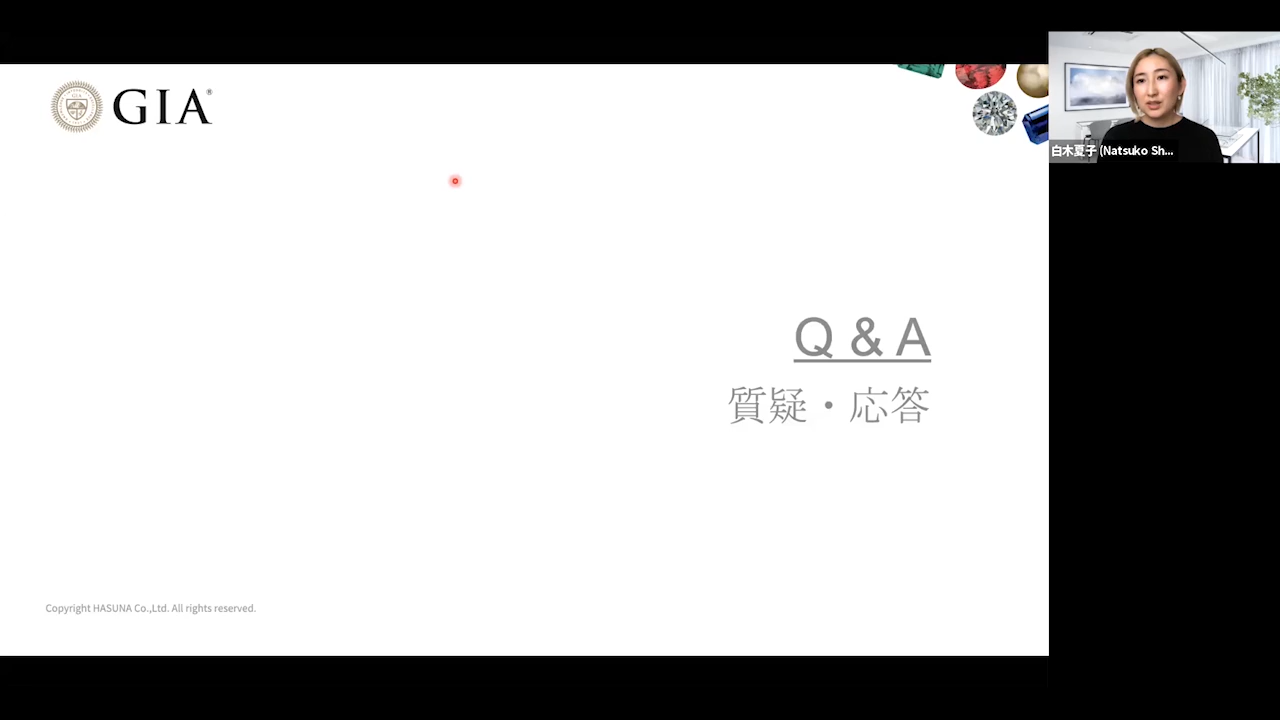 GIA®
Q & A
質疑・応答
Copyright HASUNA Co.,Ltd. All rights reserved.
白木夏子 (Natsuko Sh...